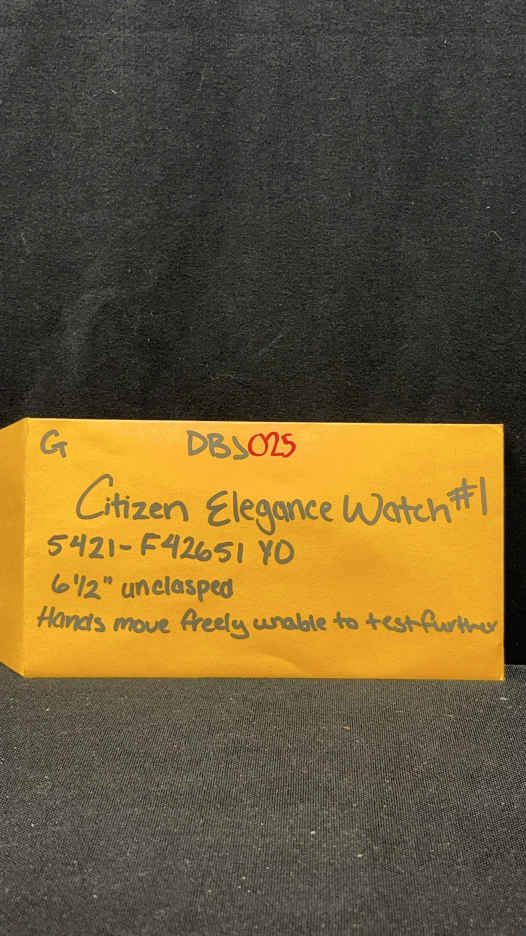 G DBJ025
Citizen Elegance Watch #1
5421-F42651 YO
6 1/2" unclasped
Hands move freely unable to test further